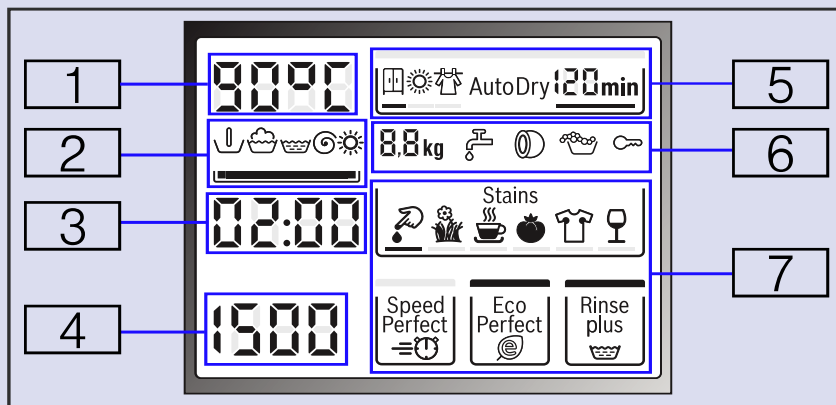 1
90°C
2
3
02:00
4
1500
AutoDry 120min
5
8,8kg
6
Stains
7
Speed
Perfect
Eco
Perfect
e
Rinse
plus